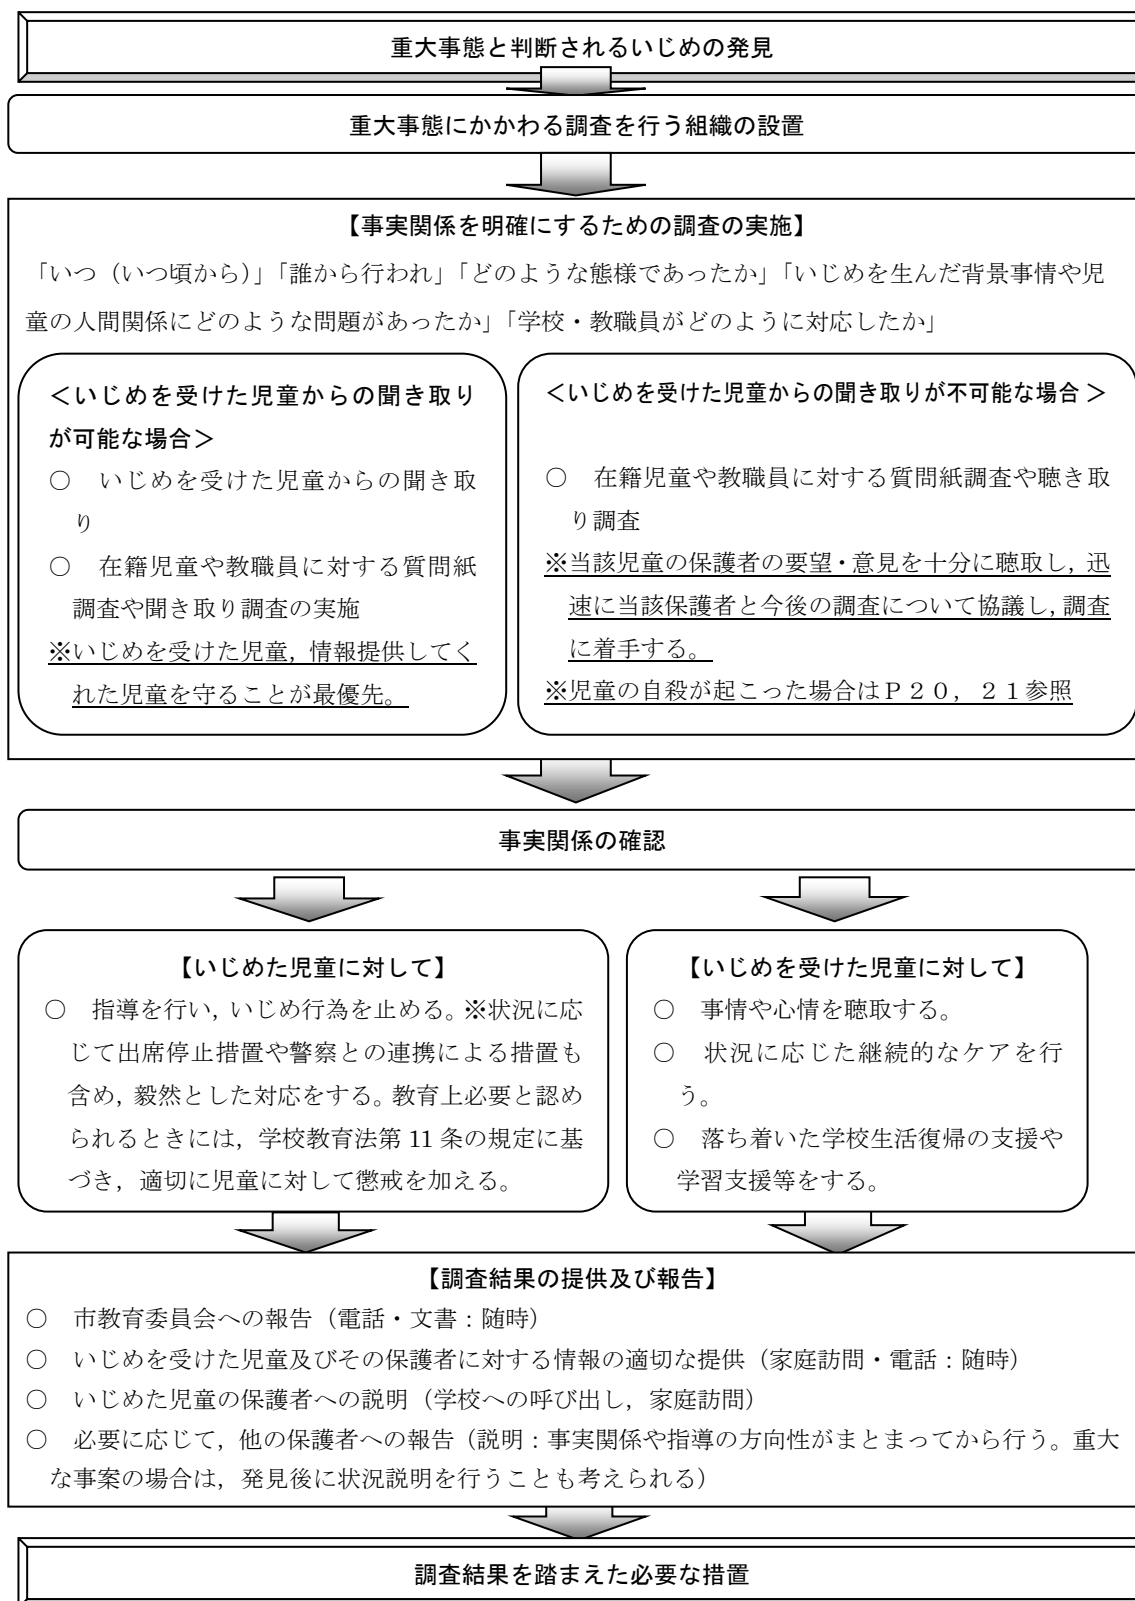 重大事態と判断されるいじめの発見
重大事態にかかわる調査を行う組織の設置
【事実関係を明確にするための調査の実施】
「いつ（いつ頃から）」「誰から行われ」「どのような態様であったか」「いじめを生んだ背景事情や児
童の人間関係にどのような問題があったか」「学校・教職員がどのように対応したか」
＜いじめを受けた児童からの聞き取り
が可能な場合＞
○　いじめを受けた児童からの聞き取
り
○　在籍児童や教職員に対する質問紙
調査や聞き取り調査の実施
※いじめを受けた児童，情報提供してく
れた児童を守ることが最優先。
＜いじめを受けた児童からの聞き取りが不可能な場合＞
○　在籍児童や教職員に対する質問紙調査や聴き取
り調査
※当該児童の保護者の要望・意見を十分に聴取し，迅
速に当該保護者と今後の調査について協議し，調査
に着手する。
※児童の自殺が起こった場合はＰ２０，２１参照
事実関係の確認
【いじめた児童に対して】
○　指導を行い，いじめ行為を止める。※状況に応
じて出席停止措置や警察との連携による措置も
含め，毅然とした対応をする。教育上必要と認め
られるときには，学校教育法第 11 条の規定に基
づき，適切に児童に対して懲戒を加える。
【いじめを受けた児童に対して】
○　事情や心情を聴取する。
○　状況に応じた継続的なケアを行
う。
○　落ち着いた学校生活復帰の支援や
学習支援等をする。
【調査結果の提供及び報告】
○　市教育委員会への報告（電話・文書：随時）
○　いじめを受けた児童及びその保護者に対する情報の適切な提供（家庭訪問・電話：随時）
○　いじめた児童の保護者への説明（学校への呼び出し，家庭訪問）
○　必要に応じて，他の保護者への報告（説明：事実関係や指導の方向性がまとまってから行う。重大
な事案の場合は，発見後に状況説明を行うことも考えられる）
調査結果を踏まえた必要な措置